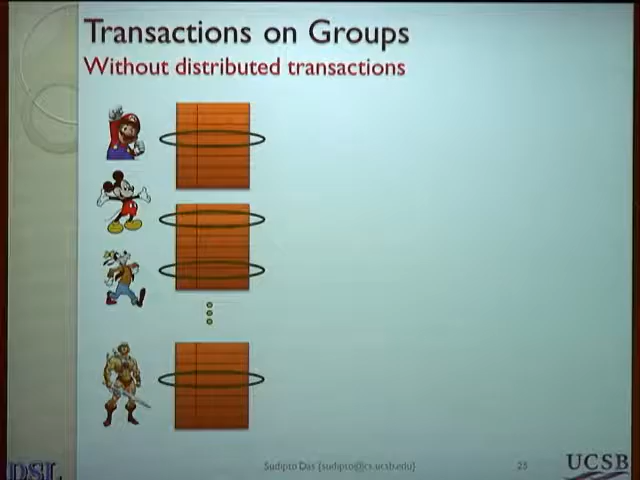 Transactions on Groups
Without distributed transactions
DSL
Sudipto Das {sudipto@cs.ucsb.edu}
25
UCSB